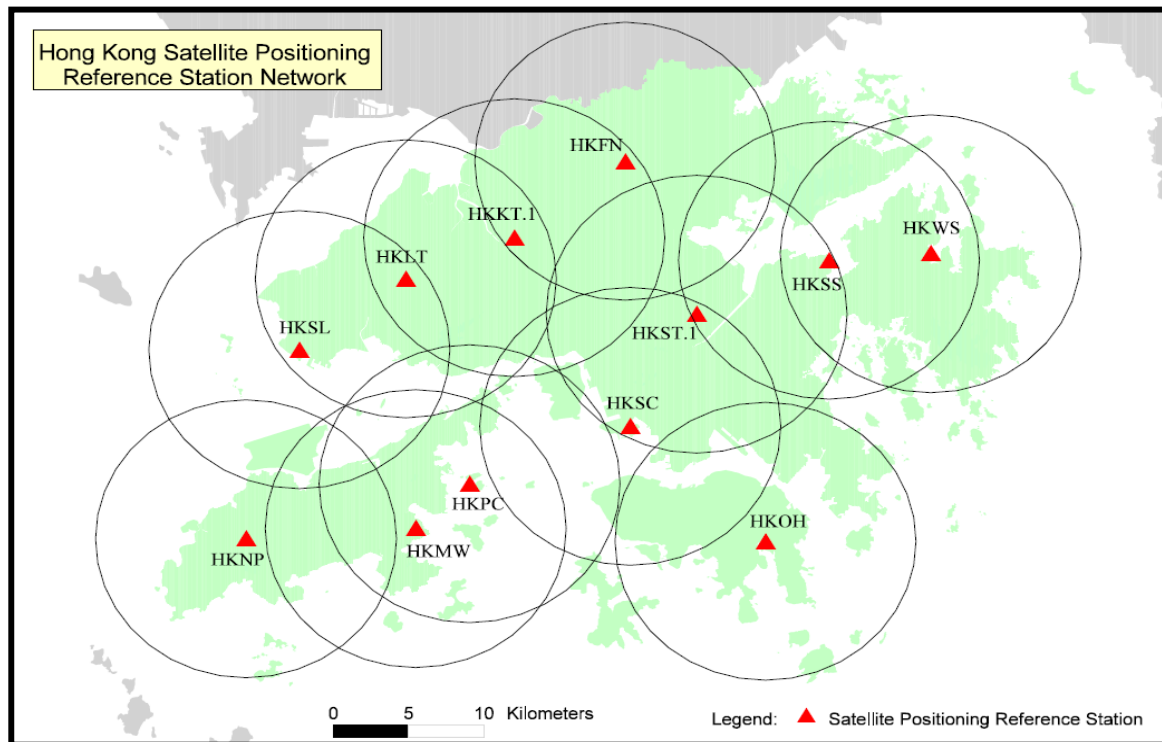 Hong Kong Satellite Positioning
Reference Station Network
HKFN
HKKT.1
HKWS
HKLT
HKSS
HKSL
HKST.1
HKSC
HKPC
HKOH
HKMW
HKNP
0 5 10 Kilometers
Legend: Satellite Positioning Reference Station